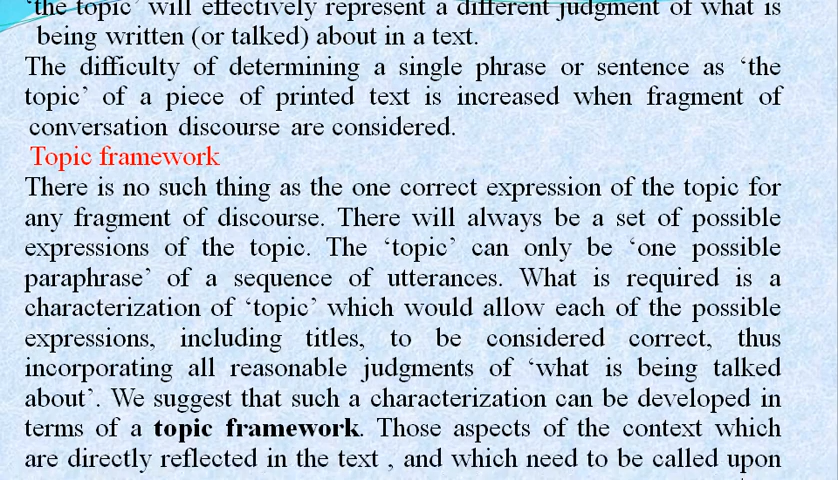 ‘the topic’ will effectively represent a different judgment of what is
being written (or talked) about in a text.
The difficulty of determining a single phrase or sentence as ‘the
topic’ of a piece of printed text is increased when fragment of
conversation discourse are considered.
Topic framework
There is no such thing as the one correct expression of the topic for
any fragment of discourse. There will always be a set of possible
expressions of the topic. The ‘topic’ can only be ‘one possible
paraphrase’ of a sequence of utterances. What is required is a
characterization of ‘topic’ which would allow each of the possible
expressions, including titles, to be considered correct, thus
incorporating all reasonable judgments of ‘what is being talked
about’. We suggest that such a characterization can be developed in
terms of a topic framework. Those aspects of the context which
are directly reflected in the text , and which need to be called upon